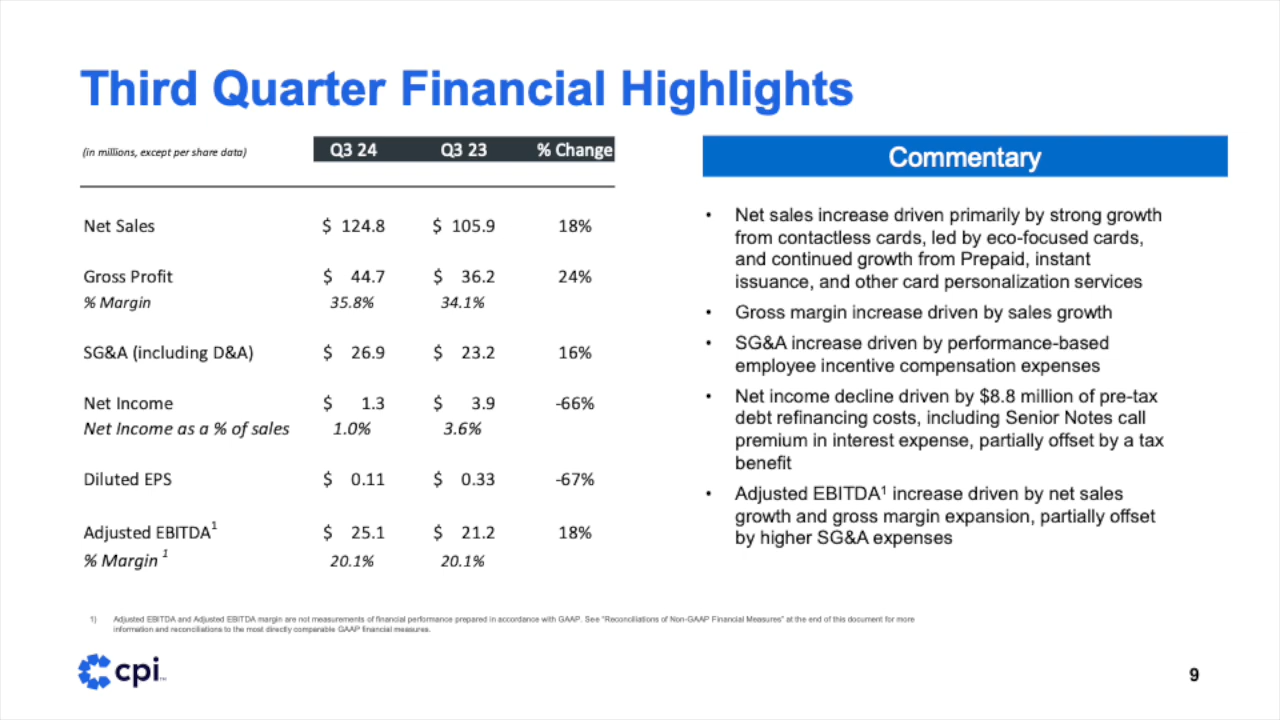 Third Quarter Financial Highlights
(in millions, except per share data) Q3 24 Q3 23 % Change
Net Sales $ 124.8 $ 105.9 18%
Gross Profit $ 44.7 $ 36.2 24%
% Margin 35.8% 34.1%
SG&A (including D&A) $ 26.9 $ 23.2 16%
Net Income $ 1.3 $ 3.9 -66%
Net Income as a % of sales 1.0% 3.6%
Diluted EPS $ 0.11 $ 0.33 -67%
Adjusted EBITDA1 $ 25.1 $ 21.2 18%
% Margin 1 20.1% 20.1%
Commentary
• Net sales increase driven primarily by strong growth
from contactless cards, led by eco-focused cards,
and continued growth from Prepaid, instant
issuance, and other card personalization services
• Gross margin increase driven by sales growth
• SG&A increase driven by performance-based
employee incentive compensation expenses
• Net income decline driven by $8.8 million of pre-tax
debt refinancing costs, including Senior Notes call
premium in interest expense, partially offset by a tax
benefit
• Adjusted EBITDA1 increase driven by net sales
growth and gross margin expansion, partially offset
by higher SG&A expenses
1) Adjusted EBITDA and Adjusted EBITDA margin are not measurements of financial performance prepared in accordance with GAAP. See "Reconciliations of Non-GAAP Financial Measures" at the end of this document for more
information and reconciliations to the most directly comparable GAAP financial measures.
cpi™
9